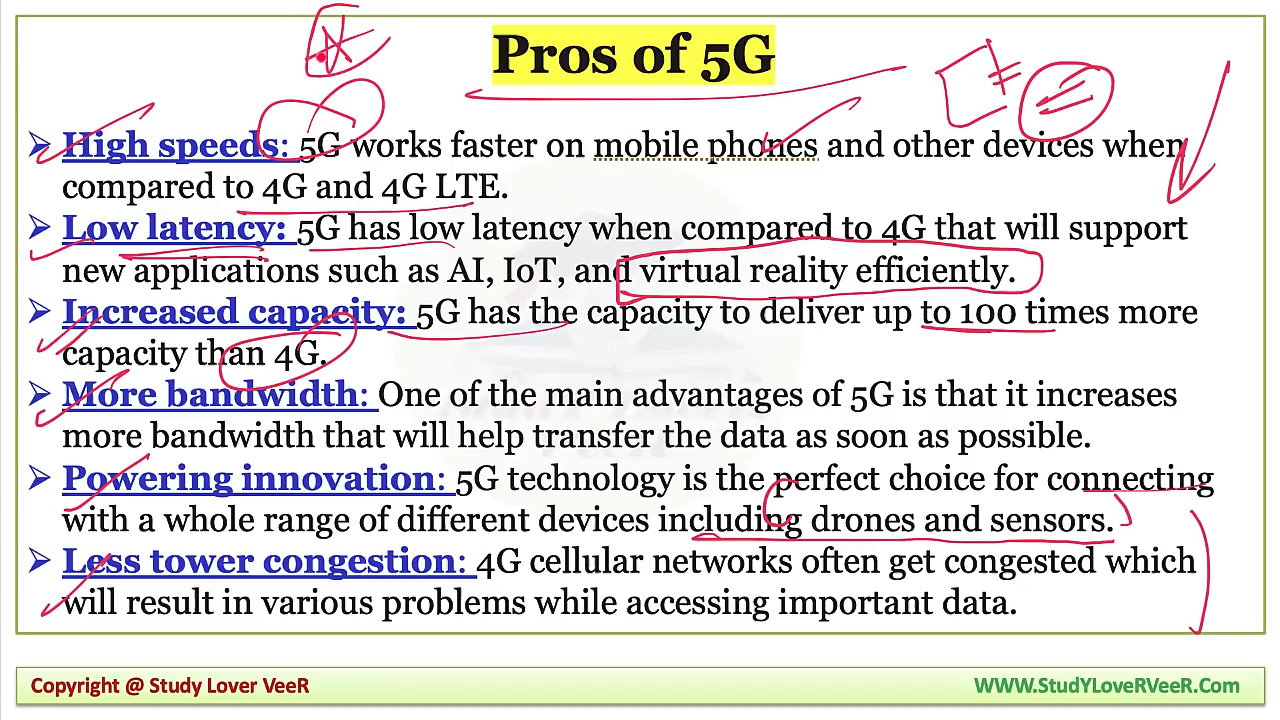 Pros of 5G
➢ High speeds: 5G works faster on mobile phones and other devices when
compared to 4G and 4G LTE.
➢ Low latency: 5G has low latency when compared to 4G that will support
new applications such as AI, IoT, and virtual reality efficiently.
➢ Increased capacity: 5G has the capacity to deliver up to 100 times more
capacity than 4G.
➢ More bandwidth: One of the main advantages of 5G is that it increases
more bandwidth that will help transfer the data as soon as possible.
➢ Powering innovation: 5G technology is the perfect choice for connecting
with a whole range of different devices including drones and sensors.
➢ Less tower congestion: 4G cellular networks often get congested which
will result in various problems while accessing important data.
Copyright @ Study Lover VeeR
WWW.StudYLoveRVeeR.Com